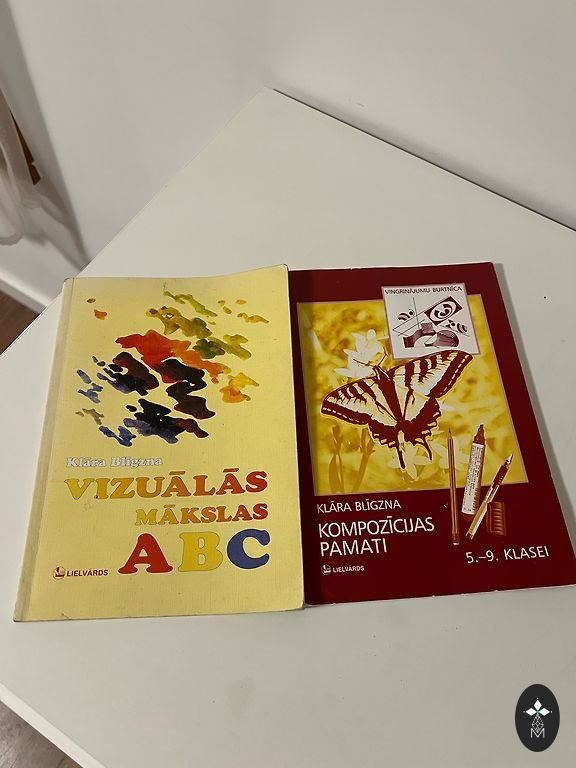 Klāra Blīgzna
VIZUĀLĀS
MĀKSLAS
ABC
LIELVĀRDS
VINGRINĀJUMU BURTNĪCA
KLĀRA BLĪGZNA
KOMPOZĪCIJAS
PAMATI
5.–9. KLASEI
LIELVĀRDS
M